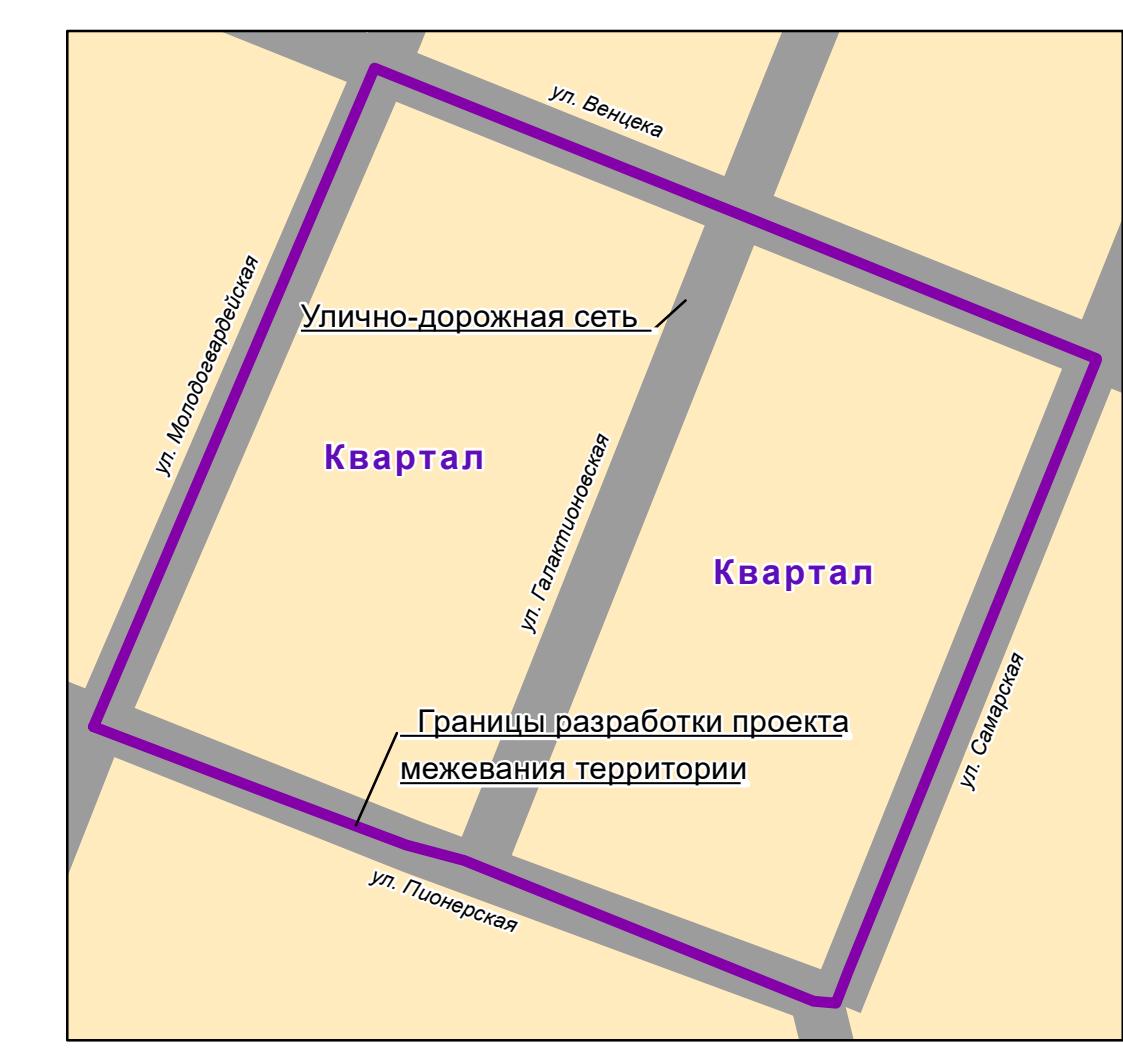 ул. Венцека
ул. Молодогвардейская
Улично-дорожная сеть
Квартал
ул. Галактионовская
Квартал
Границы разработки проекта
межевания территории
ул. Самарская
ул. Пионерская